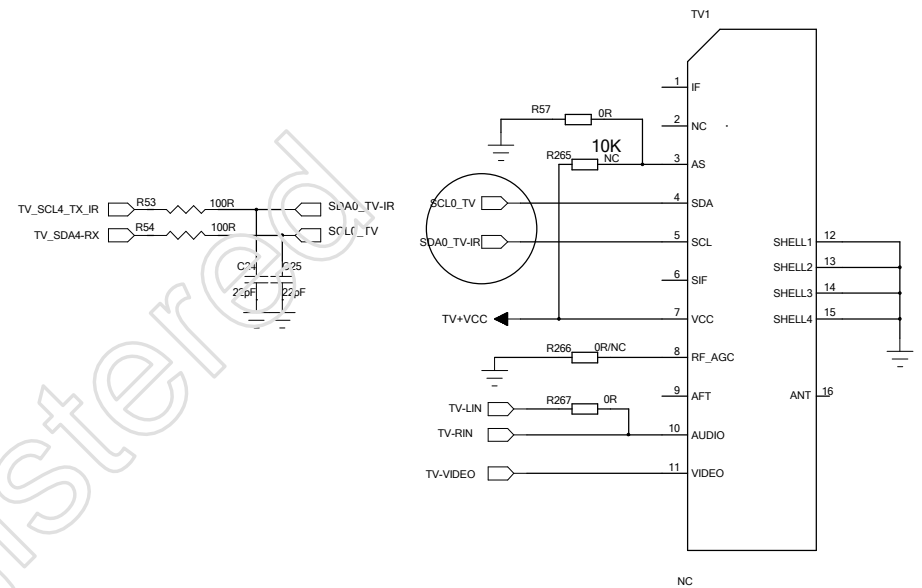 TV1
1 IF
R57 0R
2 NC
10K
R265 NC
3 AS
TV_SCL4_TX_IR R53 100R SDA0_TV-IR
SCL0_TV 4 SDA
TV_SDA4-RX R54 100R SCL0_TV
SDA0_TV-IR 5 SCL
SHELL1 12
C24 C25
SHELL2 13
6 SIF
22pF 22pF
SHELL3 14
TV+VCC 7 VCC
SHELL4 15
R266 0R/NC
8 RF_AGC
9 AFT
ANT 16
TV-LIN R267 0R
TV-RIN 10 AUDIO
TV-VIDEO 11 VIDEO
NC